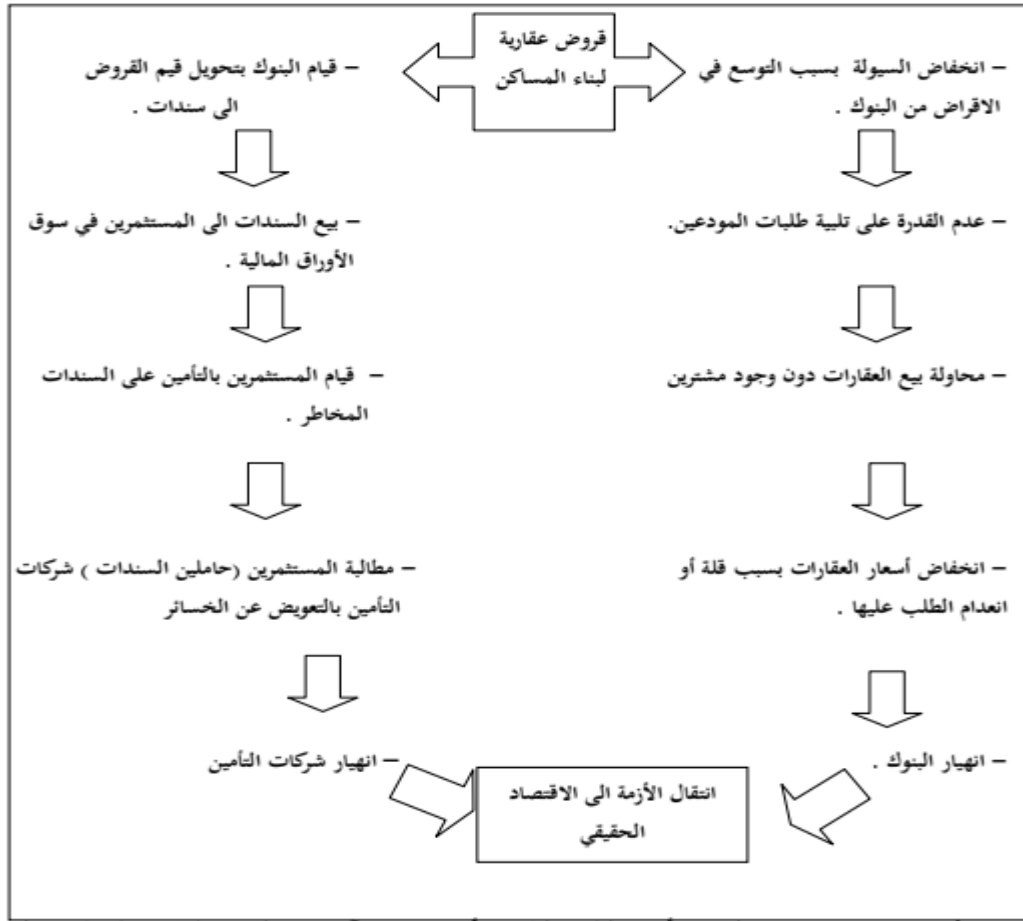 قروض عقارية
لبناء المساكن
– انخفاض السيولة بسبب التوسع في
الاقراض من البنوك .
– عدم القدرة على تلبية طلبات المودعين.
– محاولة بيع العقارات دون وجود مشترين
– انخفاض أسعار العقارات بسبب قلة أو
انعدام الطلب عليها .
– انهيار البنوك .
– قيام البنوك بتحويل قيم القروض
الى سندات .
– بيع السندات الى المستثمرين في سوق
الأوراق المالية .
– قيام المستثمرين بالتأمين على السندات
المخاطر .
– مطالبة المستثمرين (حاملين السندات ) شركات
التأمين بالتعويض عن الخسائر
– انهيار شركات التأمين
انتقال الأزمة الى الاقتصاد
الحقيقي